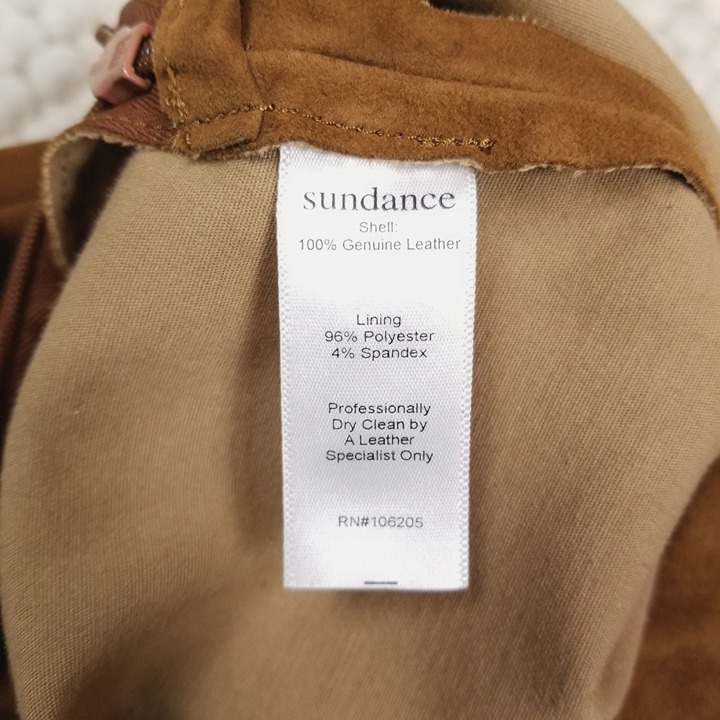 sundance
Shell:
100% Genuine Leather
Lining
96% Polyester
4% Spandex
Professionally
Dry Clean by
A Leather
Specialist Only
RN#106205